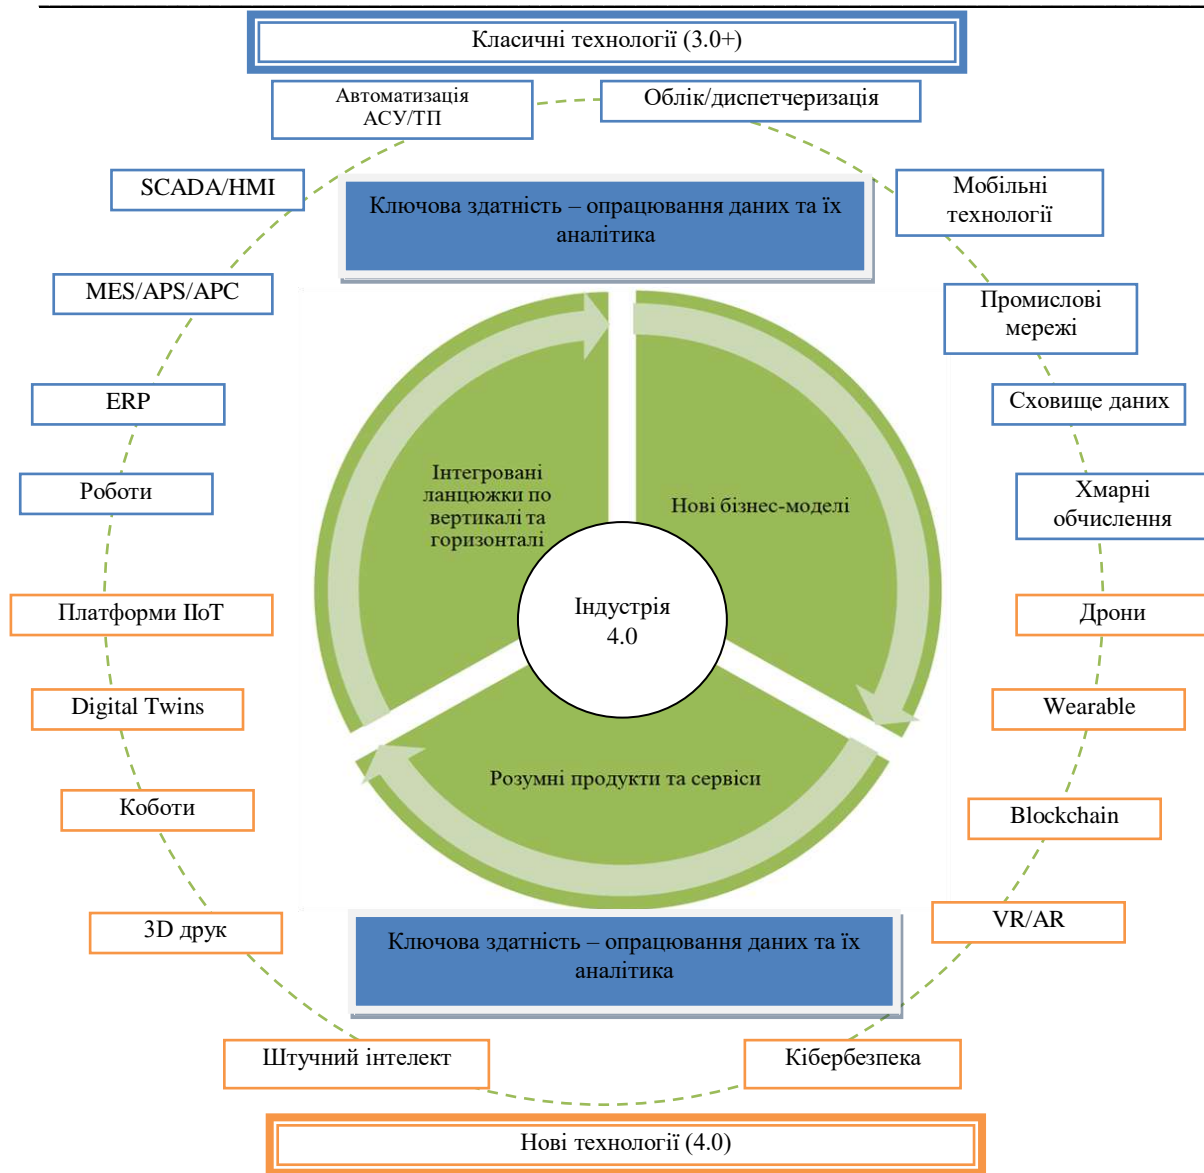 Класичні технології (3.0+)
Автоматизація
АСУ/ТП
Облік/диспетчеризація
SCADA/HMI
Мобільні
технології
Ключова здатність – опрацювання даних та їх
аналітика
MES/APS/APC
Промислові
мережі
ERP
Сховище даних
Інтегровані
ланцюжки по
вертикалі та
горизонталі
Нові бізнес-моделі
Роботи
Хмарні
обчислення
Індустрія
4.0
Платформи IIoT
Дрони
Digital Twins
Wearable
Розумні продукти та сервіси
Коботи
Blockchain
3D друк
VR/AR
Ключова здатність – опрацювання даних та їх
аналітика
Штучний інтелект
Кібербезпека
Нові технології (4.0)